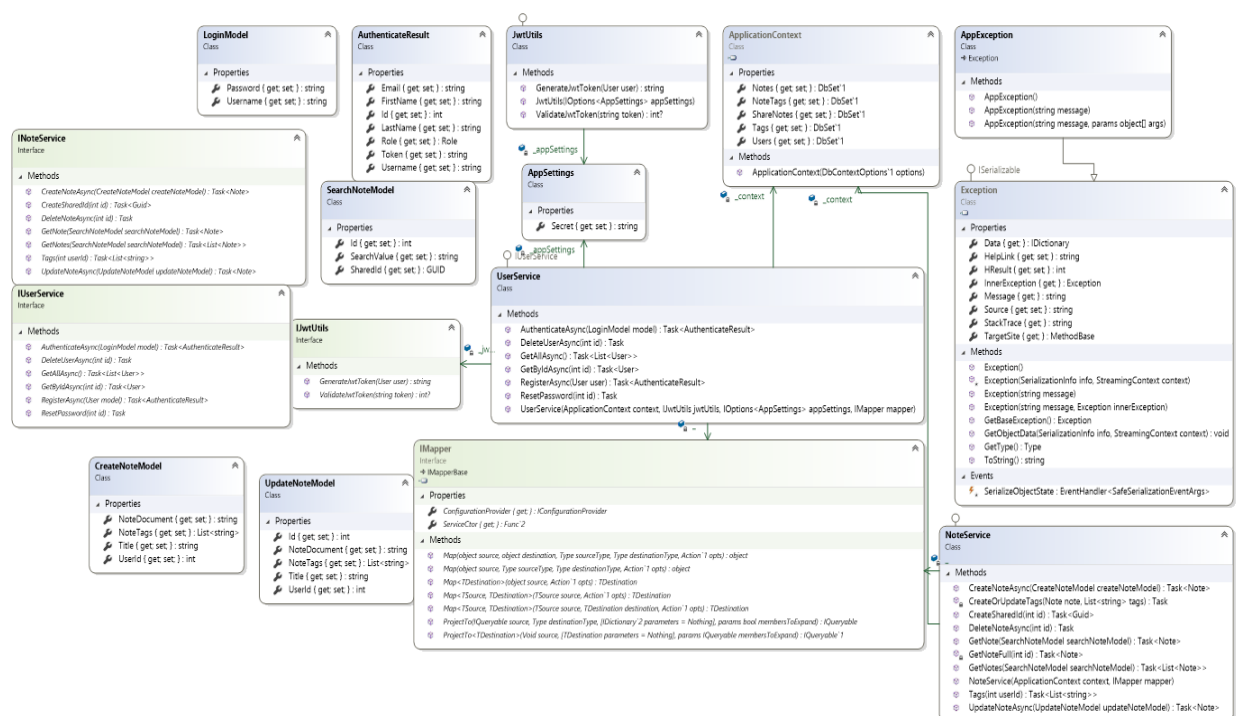 LoginModel
Class
Properties
Password { get; set; } : string
Username { get; set; } : string
AuthenticateResult
Class
Properties
Email { get; set; } : string
FirstName { get; set; } : string
Id { get; set; } : int
LastName { get; set; } : string
Role { get; set; } : Role
Token { get; set; } : string
Username { get; set; } : string
JwtUtils
Class
Methods
GenerateJwtToken(User user) : string
JwtUtils(IOptions<AppSettings> appSettings)
ValidateJwtToken(string token) : int?
ApplicationContext
Class
Properties
Notes { get; set; } : DbSet`1
NoteTags { get; set; } : DbSet`1
ShareNotes { get; set; } : DbSet`1
Tags { get; set; } : DbSet`1
Users { get; set; } : DbSet`1
Methods
ApplicationContext(DbContextOptions`1 options)
AppException
Class
Exception
Methods
AppException()
AppException(string message)
AppException(string message, params object[] args)
INoteService
Interface
Methods
CreateNoteAsync(CreateNoteModel createNoteModel) : Task<Note>
CreateSharedId(int id) : Task<Guid>
DeleteNoteAsync(int id) : Task
GetNote(SearchNoteModel searchNoteModel) : Task<Note>
GetNotes(SearchNoteModel searchNoteModel) : Task<List<Note>>
Tags(int userId) : Task<List<string>>
UpdateNoteAsync(UpdateNoteModel updateNoteModel) : Task<Note>
SearchNoteModel
Class
Properties
Id { get; set; } : int
SearchValue { get; set; } : string
SharedId { get; set; } : GUID
_appSettings
AppSettings
Class
Properties
Secret { get; set; } : string
_appSettings
IUserService
_context
_context
ISerializable
Exception
Class
Properties
Data { get; } : IDictionary
HelpLink { get; set; } : string
HResult { get; set; } : int
InnerException { get; } : Exception
Message { get; } : string
Source { get; set; } : string
StackTrace { get; } : string
TargetSite { get; } : MethodBase
Methods
Exception()
Exception(SerializationInfo info, StreamingContext context)
Exception(string message)
Exception(string message, Exception innerException)
GetBaseException() : Exception
GetObjectData(SerializationInfo info, StreamingContext context) : void
GetType() : Type
ToString() : string
Events
SerializeObjectState : EventHandler<SafeSerializationEventArgs>
IUserService
Interface
Methods
AuthenticateAsync(LoginModel model) : Task<AuthenticateResult>
DeleteUserAsync(int id) : Task
GetAllAsync() : Task<List<User>>
GetByIdAsync(int id) : Task<User>
RegisterAsync(User model) : Task<AuthenticateResult>
ResetPassword(int id) : Task
IJwtUtils
Interface
Methods
GenerateJwtToken(User user) : string
ValidateJwtToken(string token) : int?
_jw...
UserService
Class
Methods
AuthenticateAsync(LoginModel model) : Task<AuthenticateResult>
DeleteUserAsync(int id) : Task
GetAllAsync() : Task<List<User>>
GetByIdAsync(int id) : Task<User>
RegisterAsync(User user) : Task<AuthenticateResult>
ResetPassword(int id) : Task
UserService(ApplicationContext context, IJwtUtils jwtUtils, IOptions<AppSettings> appSettings, IMapper mapper)
CreateNoteModel
Class
Properties
NoteDocument { get; set; } : string
NoteTags { get; set; } : List<string>
Title { get; set; } : string
UserId { get; set; } : int
UpdateNoteModel
Class
Properties
Id { get; set; } : int
NoteDocument { get; set; } : string
NoteTags { get; set; } : List<string>
Title { get; set; } : string
UserId { get; set; } : int
IMapper
Interface
IMapperBase
Properties
ConfigurationProvider { get; } : IConfigurationProvider
ServiceCtor { get; } : Func`2
Methods
Map(object source, object destination, Type sourceType, Type destinationType, Action`1 opts) : object
Map(object source, Type sourceType, Type destinationType, Action`1 opts) : object
Map<TDestination>(object source, Action`1 opts) : TDestination
Map<TSource, TDestination>(TSource source, Action`1 opts) : TDestination
Map<TSource, TDestination>(TSource source, TDestination destination, Action`1 opts) : TDestination
ProjectTo(IQueryable source, Type destinationType, [IDictionary`2 parameters = Nothing], params bool membersToExpand) : IQueryable
ProjectTo<TDestination>(Void source, [TDestination parameters = Nothing], params IQueryable membersToExpand) : IQueryable`1
NoteService
Class
Methods
CreateNoteAsync(CreateNoteModel createNoteModel) : Task<Note>
CreateOrUpdateTags(Note note, List<string> tags) : Task
CreateSharedId(int id) : Task<Guid>
DeleteNoteAsync(int id) : Task
GetNote(SearchNoteModel searchNoteModel) : Task<Note>
GetNoteFull(int id) : Task<Note>
GetNotes(SearchNoteModel searchNoteModel) : Task<List<Note>>
NoteService(ApplicationContext context, IMapper mapper)
Tags(int userId) : Task<List<string>>
UpdateNoteAsync(UpdateNoteModel updateNoteModel) : Task<Note>